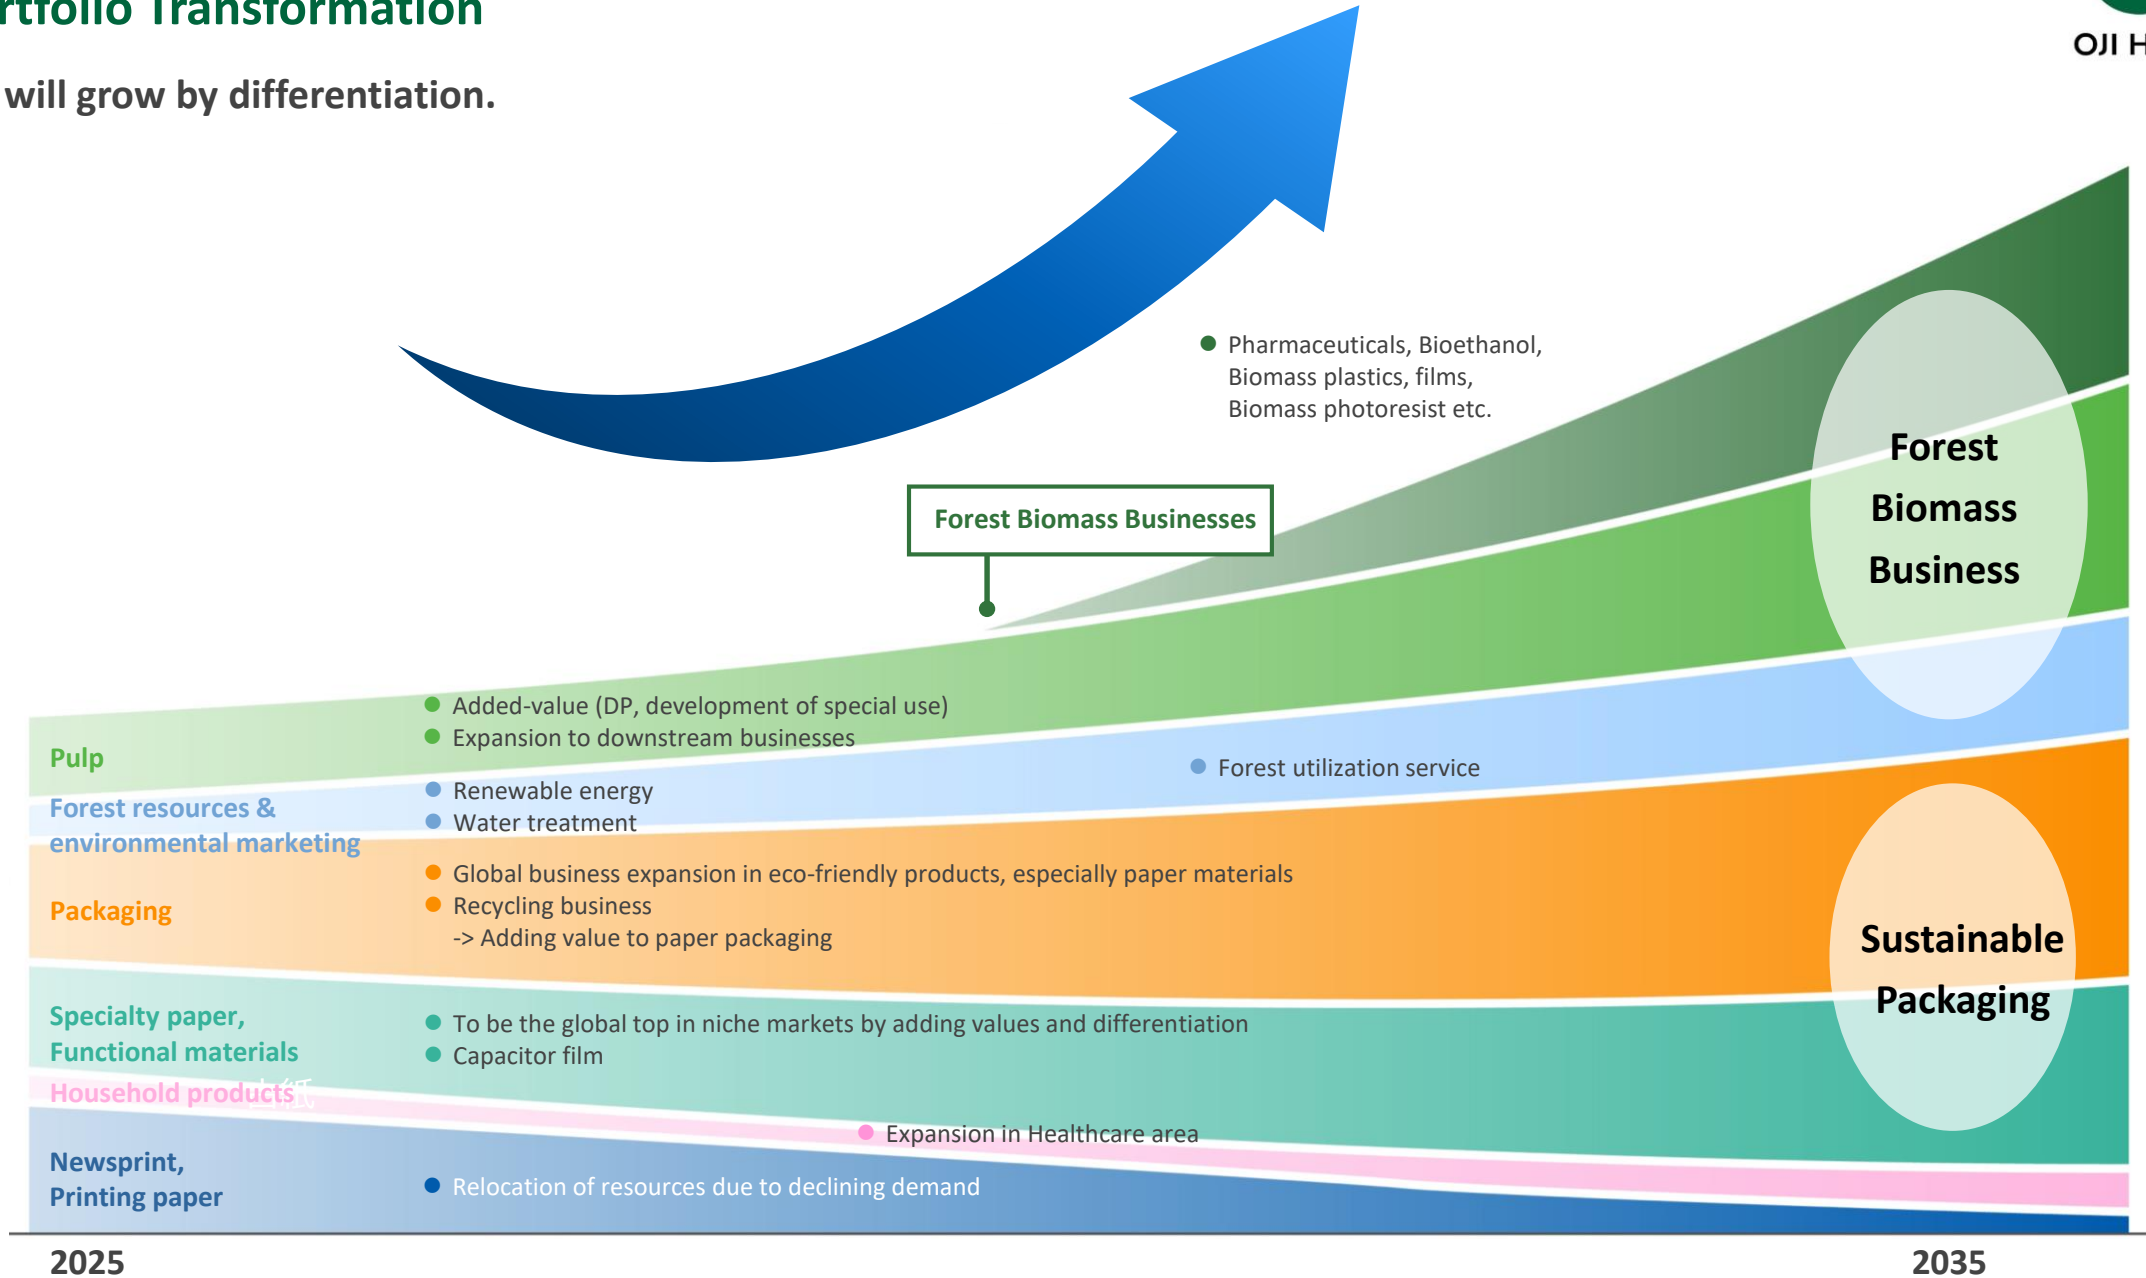 rtfolio Transformation
will grow by differentiation.
OJI H
Pharmaceuticals, Bioethanol,
Biomass plastics, films,
Biomass photoresist etc.
Forest Biomass Businesses
Forest
Biomass
Business
Pulp
Added-value (DP, development of special use)
Expansion to downstream businesses
Forest resources &
environmental marketing
Renewable energy
Water treatment
Forest utilization service
Packaging
Global business expansion in eco-friendly products, especially paper materials
Recycling business
-> Adding value to paper packaging
Sustainable
Packaging
Specialty paper,
Functional materials
To be the global top in niche markets by adding values and differentiation
Capacitor film
Household products
Expansion in Healthcare area
Newsprint,
Printing paper
Relocation of resources due to declining demand
2025
2035